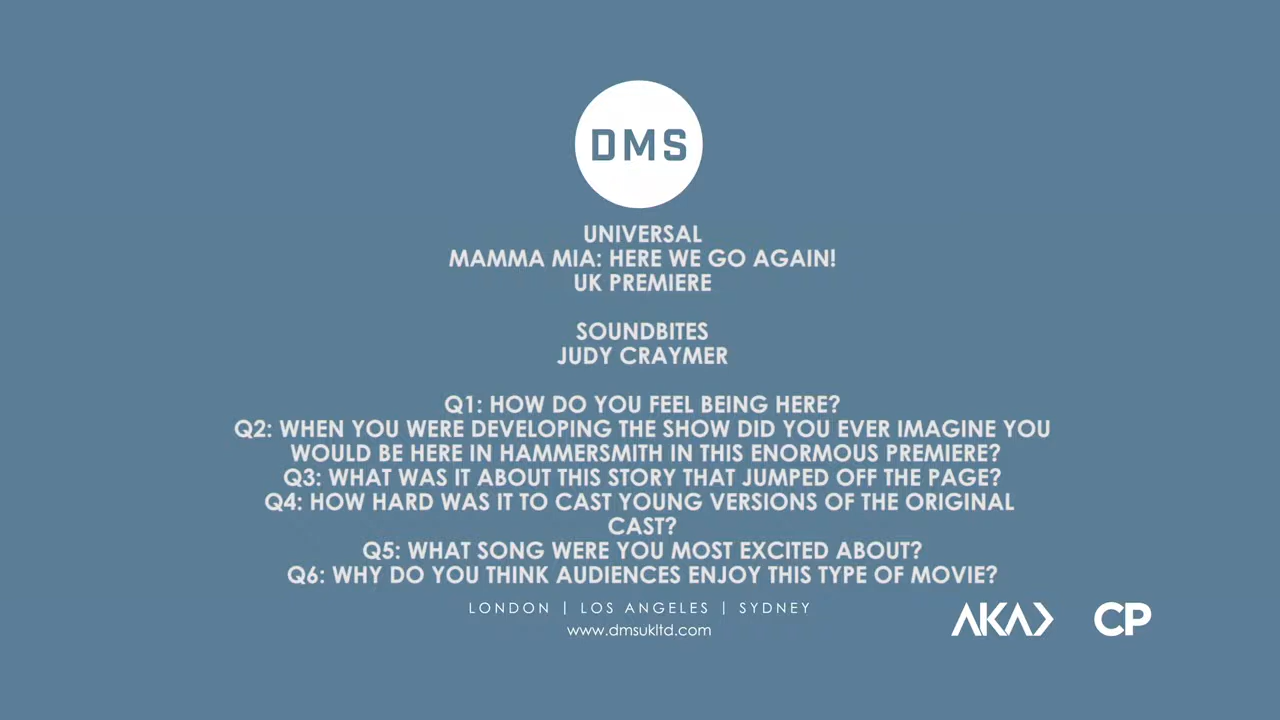 DMS
UNIVERSAL
MAMMA MIA: HERE WE GO AGAIN!
UK PREMIERE
SOUNDBITES
JUDY CRAYMER
Q1: HOW DO YOU FEEL BEING HERE?
Q2: WHEN YOU WERE DEVELOPING THE SHOW DID YOU EVER IMAGINE YOU
WOULD BE HERE IN HAMMERSMITH IN THIS ENORMOUS PREMIERE?
Q3: WHAT WAS IT ABOUT THIS STORY THAT JUMPED OFF THE PAGE?
Q4: HOW HARD WAS IT TO CAST YOUNG VERSIONS OF THE ORIGINAL
CAST?
Q5: WHAT SONG WERE YOU MOST EXCITED ABOUT?
Q6: WHY DO YOU THINK AUDIENCES ENJOY THIS TYPE OF MOVIE?
LONDON | LOS ANGELES | SYDNEY
www.dmsukltd.com
AKA
CP